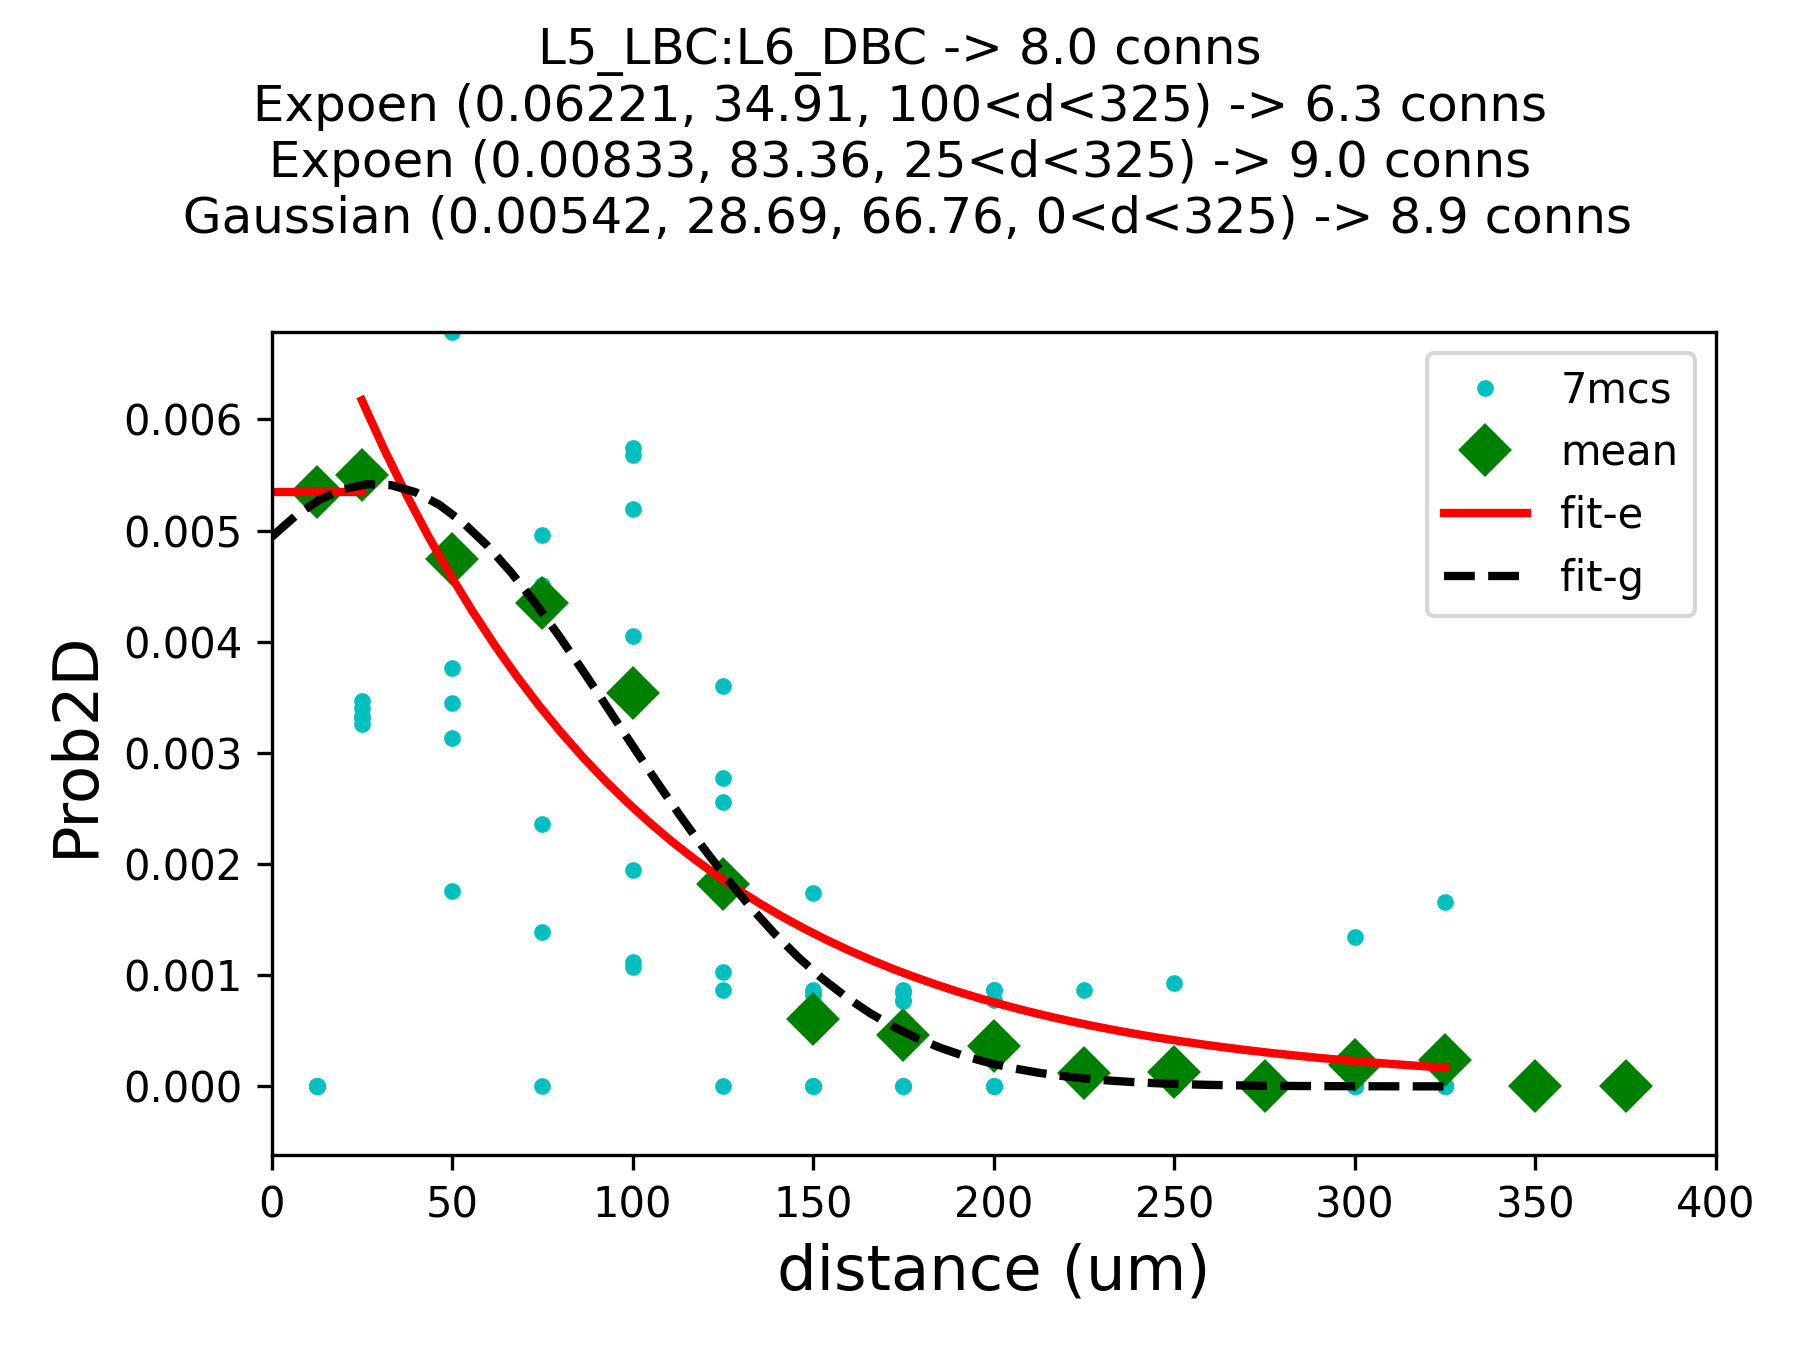 L5_LBC:L6_DBC -> 8.0 conns
Expoen (0.06221, 34.91, 100<d<325) -> 6.3 conns
Expoen (0.00833, 83.36, 25<d<325) -> 9.0 conns
Gaussian (0.00542, 28.69, 66.76, 0<d<325) -> 8.9 conns
7mcs
mean
fit-e
fit-g
Prob2D
0.006
0.005
0.004
0.003
0.002
0.001
0.000
0 50 100 150 200 250 300 350 400
distance (um)